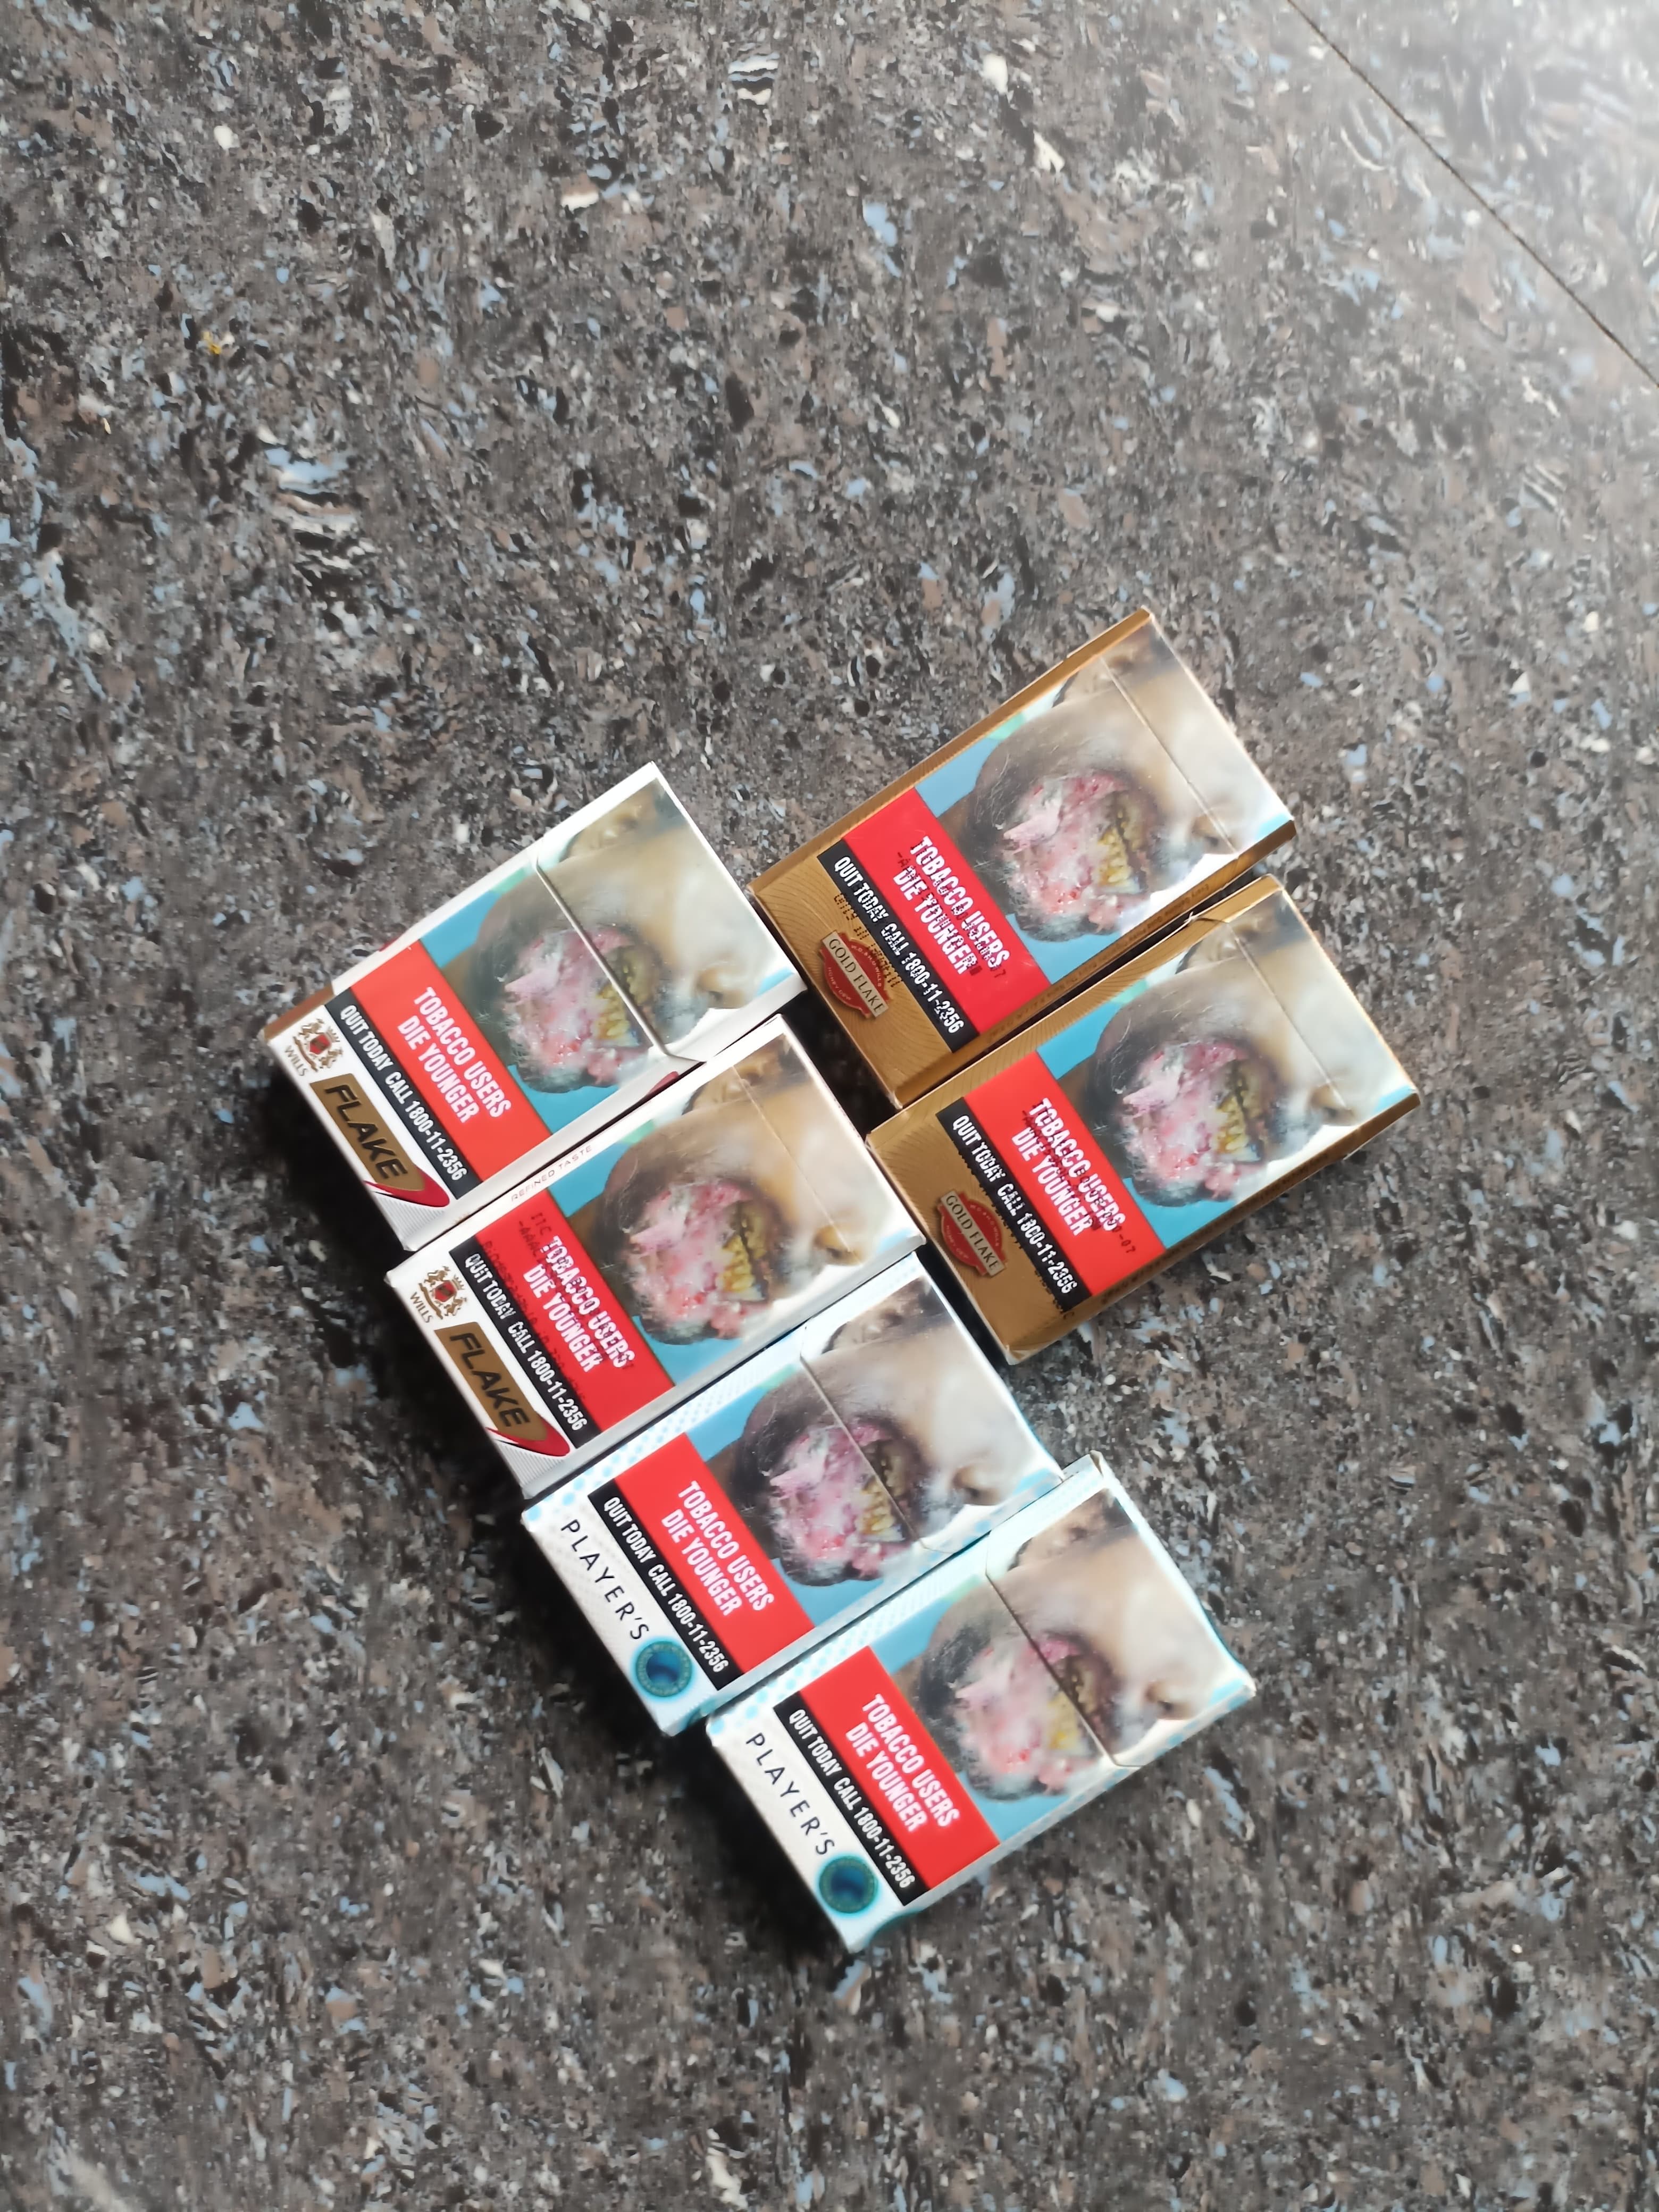 TOBACCO USERS
DIE YOUNGER
QUIT TODAY CALL 1800-11-2356
GOLD FLAKE
TOBACCO USERS
DIE YOUNGER
QUIT TODAY CALL 1800-11-2356
WILLS
FLAKE
TOBACCO USERS
DIE YOUNGER
QUIT TODAY CALL 1800-11-2356
GOLD FLAKE
REFINED TASTE
TOBACCO USERS
DIE YOUNGER
QUIT TODAY CALL 1800-11-2356
WILLS
FLAKE
TOBACCO USERS
DIE YOUNGER
QUIT TODAY CALL 1800-11-2356
PLAYER'S
TOBACCO USERS
DIE YOUNGER
QUIT TODAY CALL 1800-11-2356
PLAYER'S